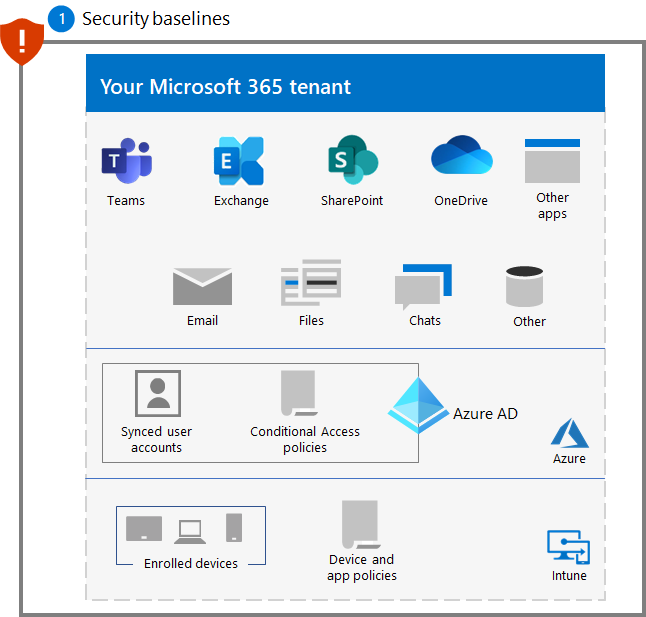 1 Security baselines
Your Microsoft 365 tenant
T E S
Teams Exchange SharePoint OneDrive Other
apps
Email Files Chats Other
Synced user Conditional Access Azure AD
accounts policies
Azure
Enrolled devices Device and
app policies
Intune